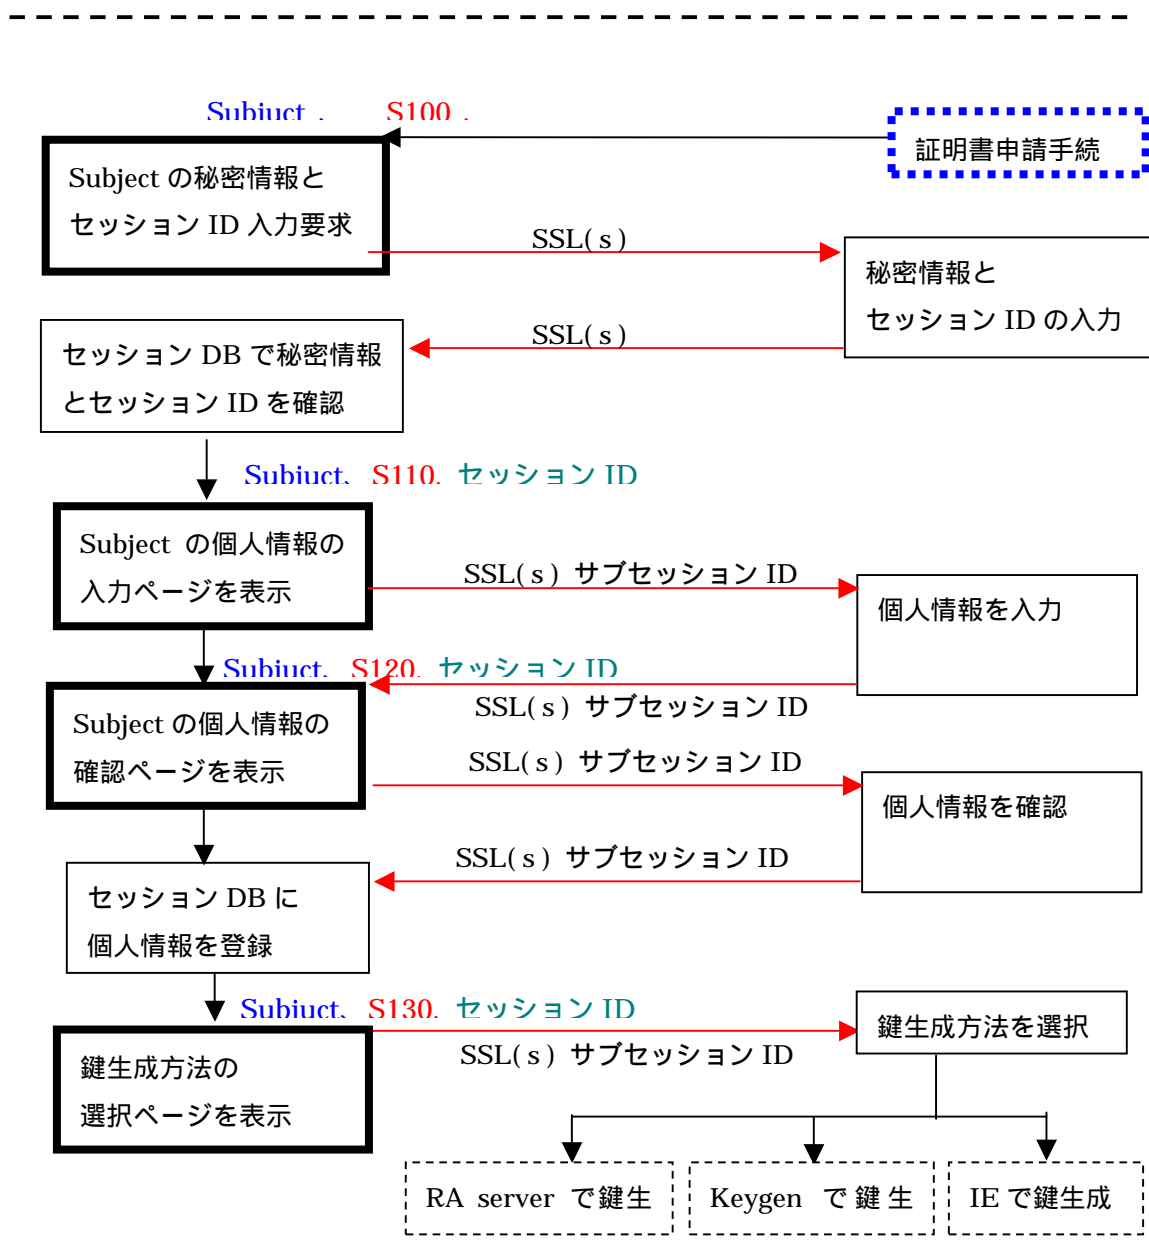 Subjuct 、 S100 、
証明書申請手続
Subject の秘密情報と
セッション ID 入力要求
SSL(s)
秘密情報と
セッション ID の入力
SSL(s)
セッション DB で秘密情報
とセッション ID を確認
Subjuct、S110、セッション ID
Subject の個人情報の
入力ページを表示
SSL(s) サブセッション ID
個人情報を入力
Subjuct、S120、セッション ID
SSL(s) サブセッション ID
Subject の個人情報の
確認ページを表示
SSL(s) サブセッション ID
個人情報を確認
SSL(s) サブセッション ID
セッション DB に
個人情報を登録
Subjuct、S130、セッション ID
鍵生成方法を選択
SSL(s) サブセッション ID
鍵生成方法の
選択ページを表示
RA server で鍵生
Keygen で鍵生
IE で鍵生成